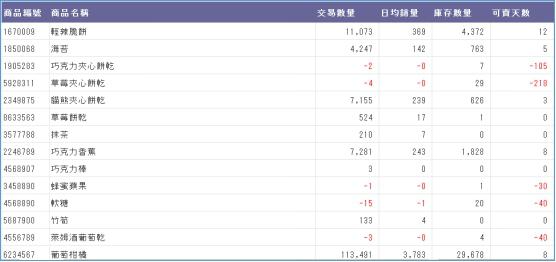 商品編號 商品名稱 交易數量 日均銷量 庫存數量 可賣天數
1670009 輕辣脆餅 11,073 369 4,372 12
1850068 海苔 4,247 142 763 5
1905283 巧克力夾心餅乾 -2 -0 7 -105
5928311 草莓夾心餅乾 -4 -0 29 -218
2349875 貓熊夾心餅乾 7,155 239 626 3
8633563 草莓餅乾 524 17 1 0
3577788 抹茶 210 7 0 0
2246789 巧克力香蕉 7,281 243 1,828 8
4568907 巧克力棒 3 0 0 0
3458890 蜂蜜蘋果 -1 -0 1 -30
4568890 軟糖 -15 -1 20 -40
5687900 竹筍 133 4 0 0
4556789 萊姆酒葡萄乾 -3 -0 4 -40
6234567 葡萄柑橘 113,491 3,783 29,678 8